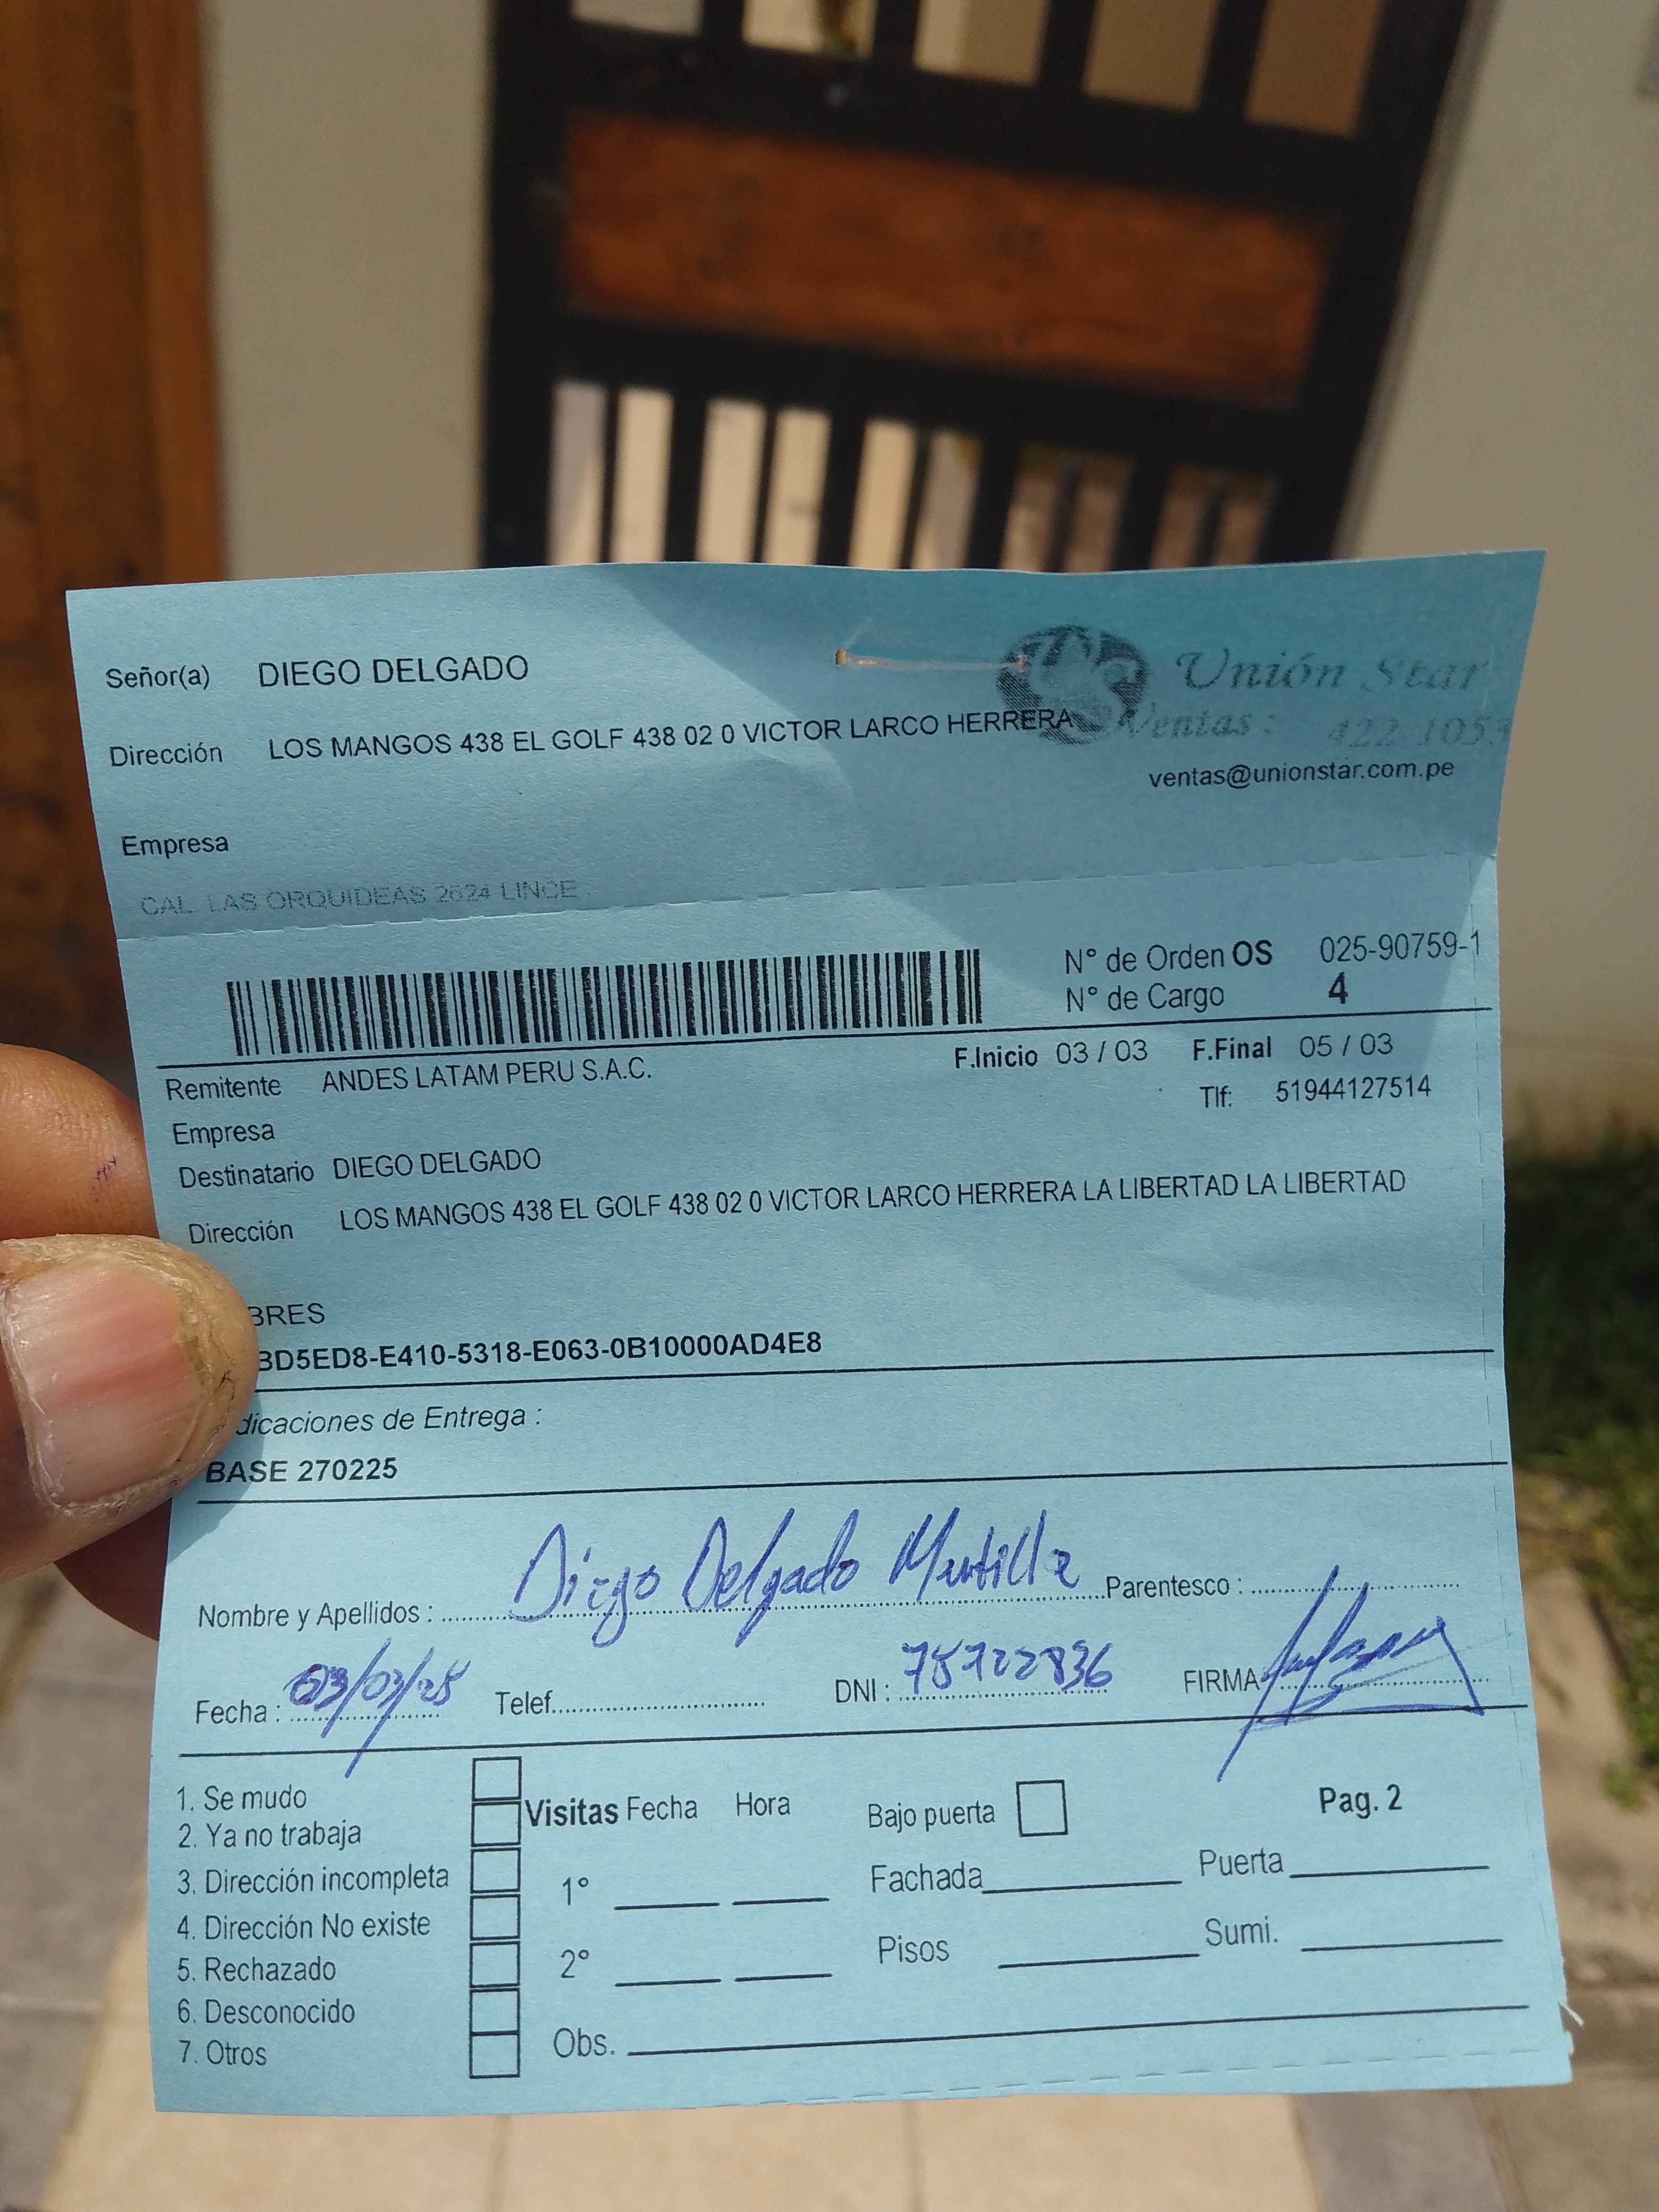 Señor(a) DIEGO DELGADO
Unión Star
Dirección LOS MANGOS 438 EL GOLF 438 02 0 VICTOR LARCO HERRERA
Ventas : 422 1053
ventas@unionstar.com.pe
Empresa
CAL. LAS ORQUIDEAS 2624 LINCE
N° de Orden OS 025-90759-1
N° de Cargo 4
Remitente ANDES LATAM PERU S.A.C. F.Inicio 03 / 03 F.Final 05 / 03
Tlf: 51944127514
Empresa
Destinatario DIEGO DELGADO
Dirección LOS MANGOS 438 EL GOLF 438 02 0 VICTOR LARCO HERRERA LA LIBERTAD LA LIBERTAD
BRES
BD5ED8-E410-5318-E063-0B10000AD4E8
dicaciones de Entrega :
BASE 270225
Nombre y Apellidos : Diego Delgado Parentesco :
Fecha : 03/03/25 Telef. DNI : 75722836 FIRMA
1. Se mudo
2. Ya no trabaja
3. Dirección incompleta
4. Dirección No existe
5. Rechazado
6. Desconocido
7. Otros
Visitas Fecha Hora
1°
2°
Obs.
Bajo puerta Pag. 2
Fachada Puerta
Pisos Sumi.